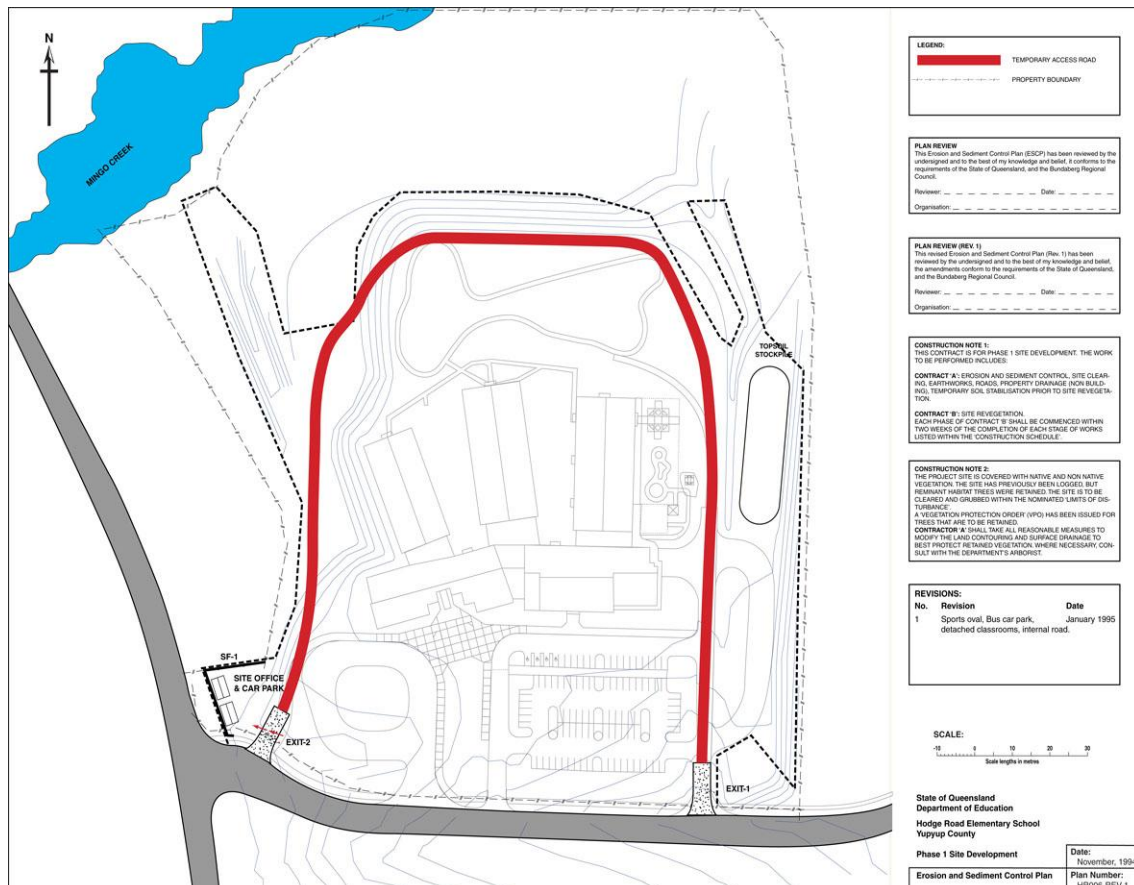 N
MINGO CREEK
TOPSOIL
STOCKPILE
SF-1
SITE OFFICE
& CAR PARK
EXIT-2
EXIT-1
LEGEND:
TEMPORARY ACCESS ROAD
PROPERTY BOUNDARY
PLAN REVIEW
This Erosion and Sediment Control Plan (ESCP) has been reviewed by the
undersigned and to the best of my knowledge and belief, it conforms to the
requirements of the State of Queensland, and the Bundaberg Regional
Council.
Reviewer: Date:
Organisation:
PLAN REVIEW (REV. 1)
This revised Erosion and Sediment Control Plan (Rev. 1) has been
reviewed by the undersigned and to the best of my knowledge and belief,
the amendments conform to the requirements of the State of Queensland,
and the Bundaberg Regional Council.
Reviewer: Date:
Organisation:
CONSTRUCTION NOTE 1:
THIS CONTRACT IS FOR PHASE 1 SITE DEVELOPMENT. THE WORK
TO BE PERFORMED INCLUDES:
CONTRACT 'A': EROSION AND SEDIMENT CONTROL, SITE CLEAR-
ING, EARTHWORKS, ROADS, PROPERTY DRAINAGE (NON BUILD-
ING), TEMPORARY SOIL STABILISATION PRIOR TO SITE REVEGETA-
TION.
CONTRACT 'B': SITE REVEGETATION.
EACH PHASE OF CONTRACT 'B' SHALL BE COMMENCED WITHIN
TWO WEEKS OF THE COMPLETION OF EACH STAGE OF WORKS
LISTED WITHIN THE 'CONSTRUCTION SCHEDULE'.
CONSTRUCTION NOTE 2:
THE PROJECT SITE IS COVERED WITH NATIVE AND NON NATIVE
VEGETATION. THE SITE HAS PREVIOUSLY BEEN LOGGED, BUT
REMINANT HABITAT TREES WERE RETAINED. THE SITE IS TO BE
CLEARED AND GRUBBED WITHIN THE NOMINATED 'LIMITS OF DIS-
TURBANCE'.
A 'VEGETATION PROTECTION ORDER' (VPO) HAS BEEN ISSUED FOR
TREES THAT ARE TO BE RETAINED.
CONTRACTOR 'A' SHALL TAKE ALL REASONABLE MEASURES TO
MODIFY THE LAND CONTOURING AND SURFACE DRAINAGE TO
BEST PROTECT RETAINED VEGETATION. WHERE NECESSARY, CON-
SULT WITH THE DEPARTMENT'S ARBORIST.
REVISIONS:
No. Revision Date
1 Sports oval, Bus car park, January 1995
detached classrooms, internal road.
SCALE:
-10 0 10 20 30
Scale lengths in metres
State of Queensland
Department of Education
Hodge Road Elementary School
Yupyup County
Phase 1 Site Development
Date:
November, 1994
Erosion and Sediment Control Plan
Plan Number: